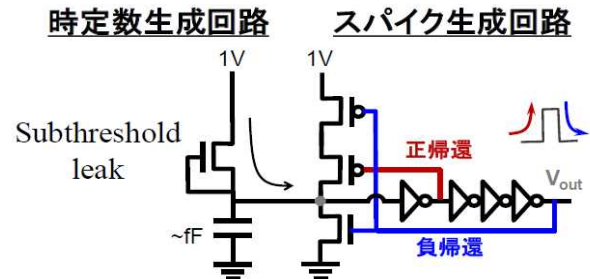 時定数生成回路
スパイク生成回路
1V
1V
Subthreshold
leak
正帰還
Vout
~fF
負帰還